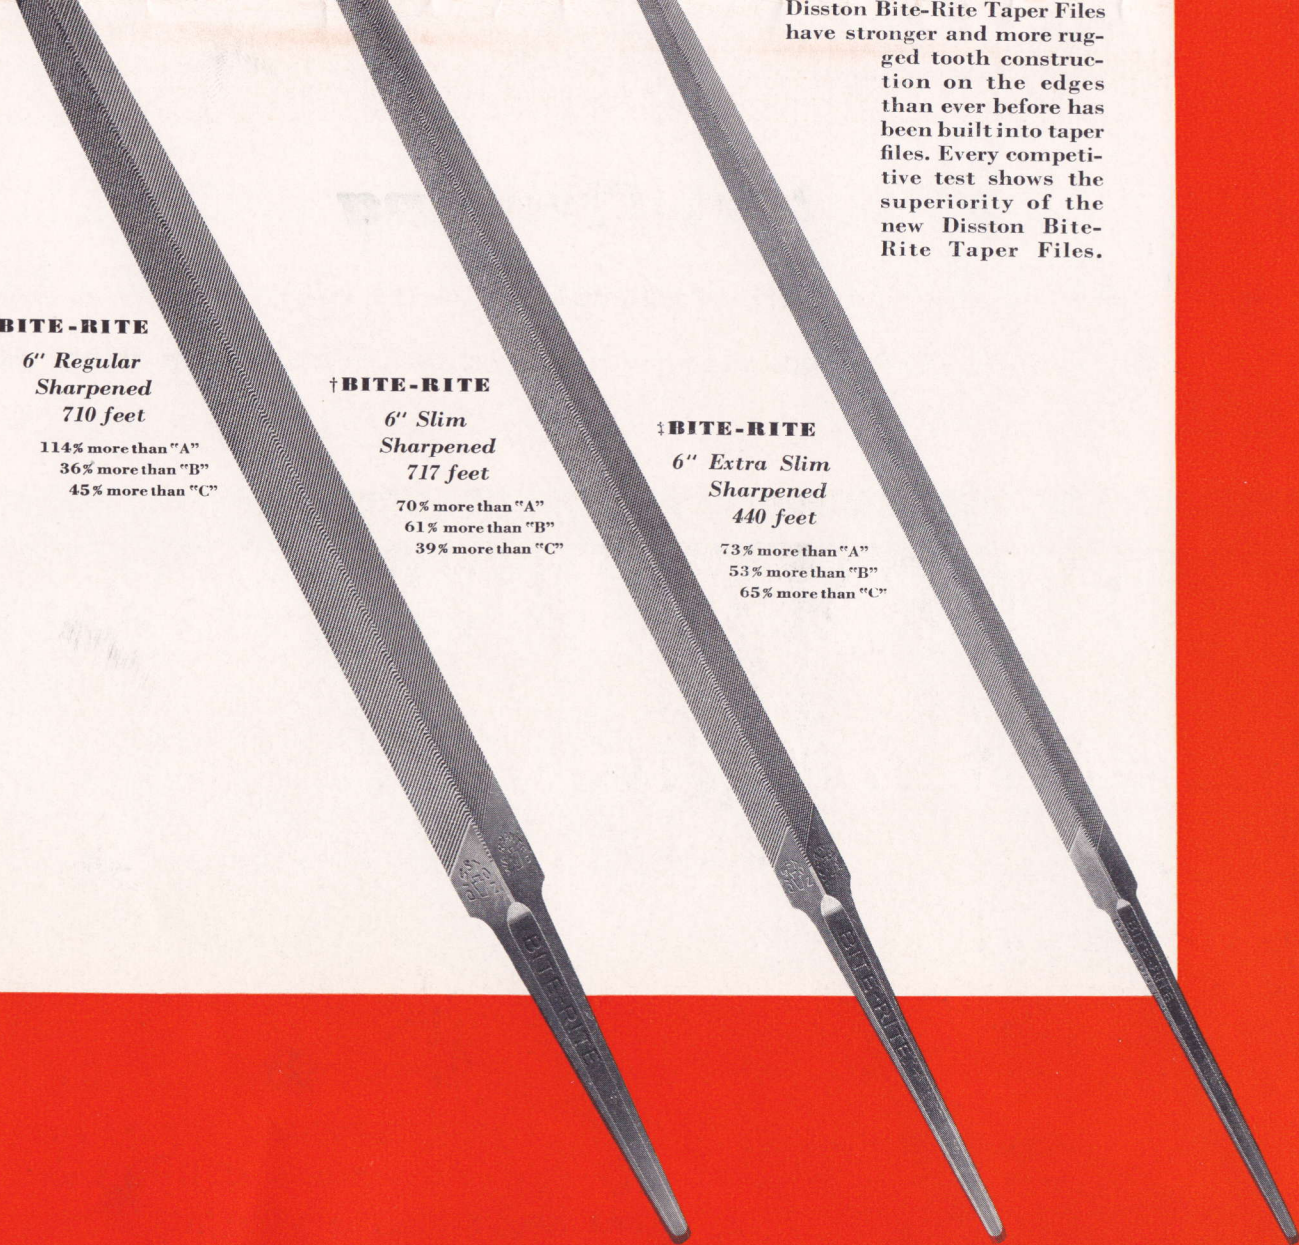 Disston Bite-Rite Taper Files
have stronger and more rug-
ged tooth construc-
tion on the edges
than ever before has
been built into taper
files. Every competi-
tive test shows the
superiority of the
new Disston Bite-
Rite Taper Files.
BITE-RITE
6" Regular
Sharpened
710 feet
114% more than "A"
36% more than "B"
45% more than "C"
†BITE-RITE
6" Slim
Sharpened
717 feet
70% more than "A"
61% more than "B"
39% more than "C"
‡BITE-RITE
6" Extra Slim
Sharpened
440 feet
73% more than "A"
53% more than "B"
65% more than "C"
BITE-RITE
BITE-RITE
BITE-RITE